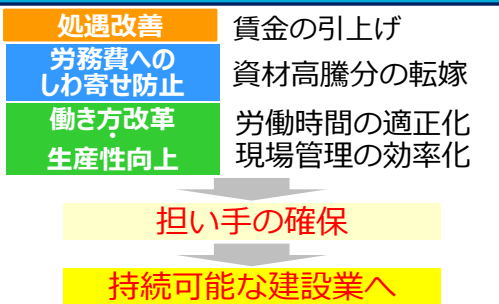 処遇改善
賃金の引上げ
労務費への
しわ寄せ防止
資材高騰分の転嫁
働き方改革
・
生産性向上
労働時間の適正化
現場管理の効率化
担い手の確保
持続可能な建設業へ